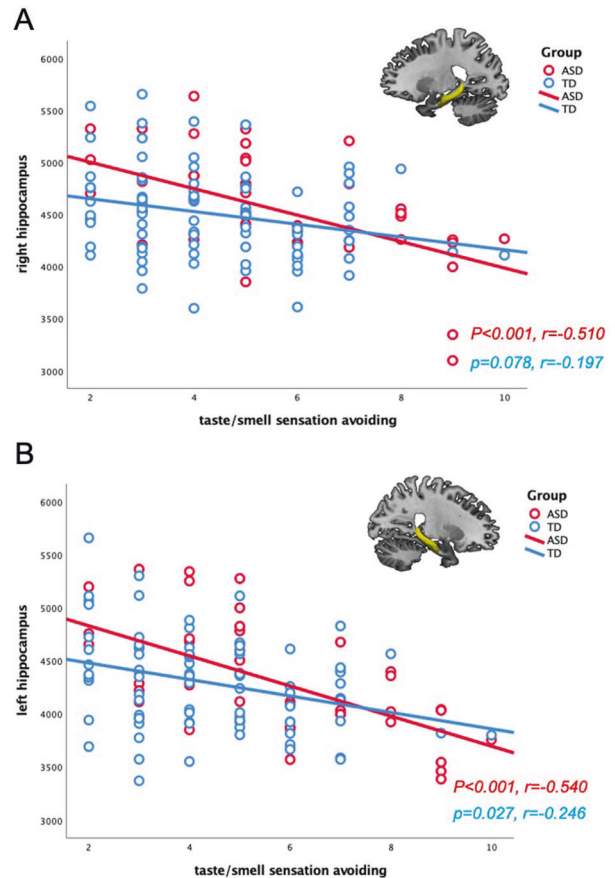 A
Group
ASD
TD
ASD
TD
6000
5500
5000
4500
4000
3500
3000
right hippocampus
P<0.001, r=-0.510
p=0.078, r=-0.197
2 4 6 8 10
taste/smell sensation avoiding
B
Group
ASD
TD
ASD
TD
6000
5500
5000
4500
4000
3500
3000
left hippocampus
P<0.001, r=-0.540
p=0.027, r=-0.246
2 4 6 8 10
taste/smell sensation avoiding